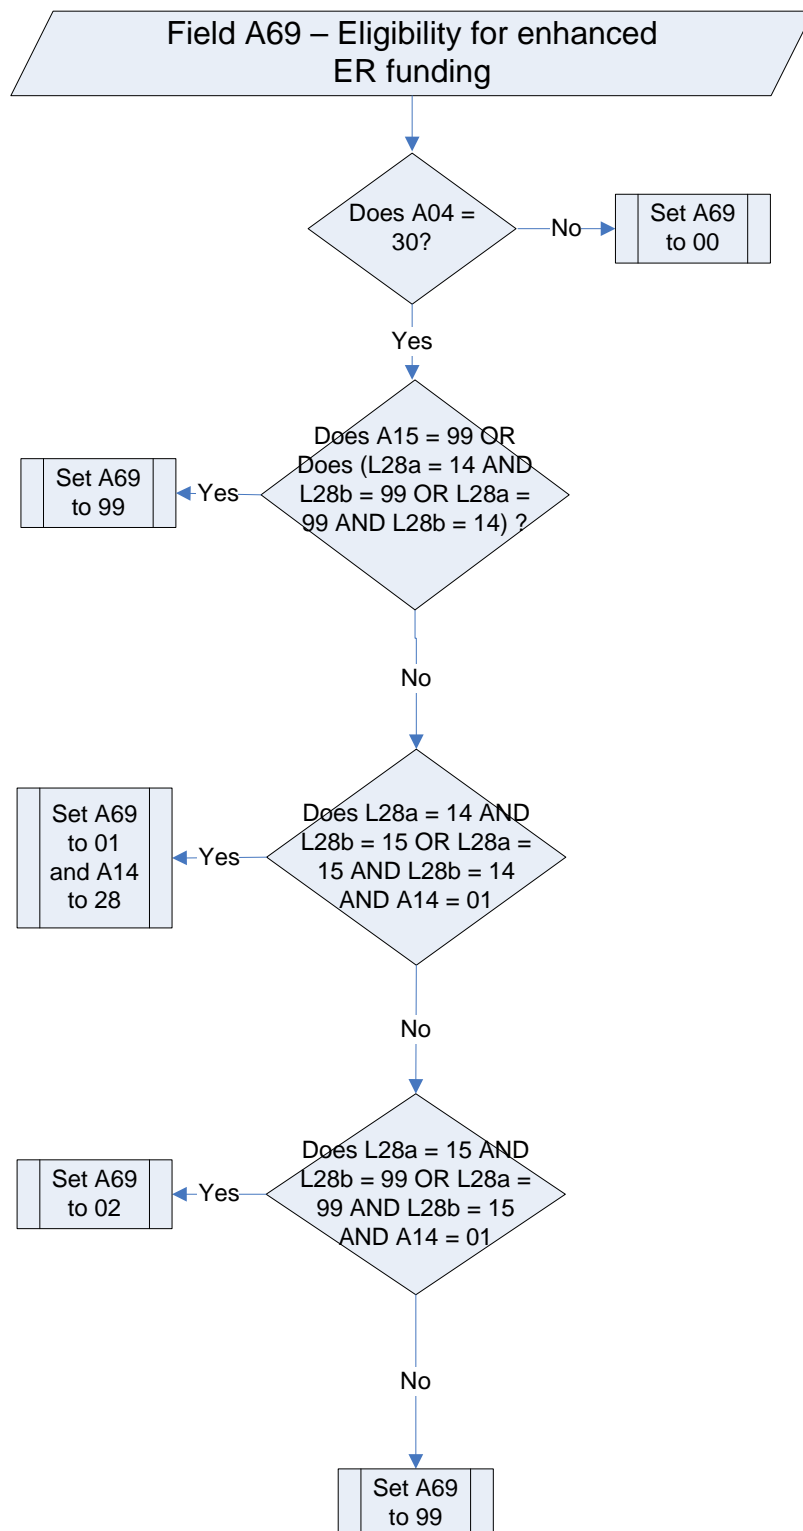 Field A69 – Eligibility for enhanced
ER funding
Does A04 =
30?
No
Set A69
to 00
Yes
Does A15 = 99 OR
Does (L28a = 14 AND
L28b = 99 OR L28a =
99 AND L28b = 14) ?
Yes
Set A69
to 99
No
Does L28a = 14 AND
L28b = 15 OR L28a =
15 AND L28b = 14
AND A14 = 01
Yes
Set A69
to 01
and A14
to 28
No
Does L28a = 15 AND
L28b = 99 OR L28a =
99 AND L28b = 15
AND A14 = 01
Yes
Set A69
to 02
No
Set A69
to 99